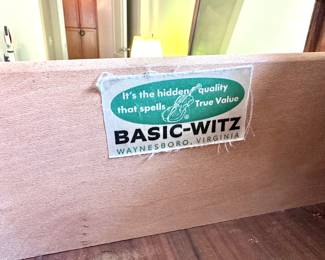 It's the hidden quality
that spells True Value
®
BASIC-WITZ
WAYNESBORO, VIRGINIA